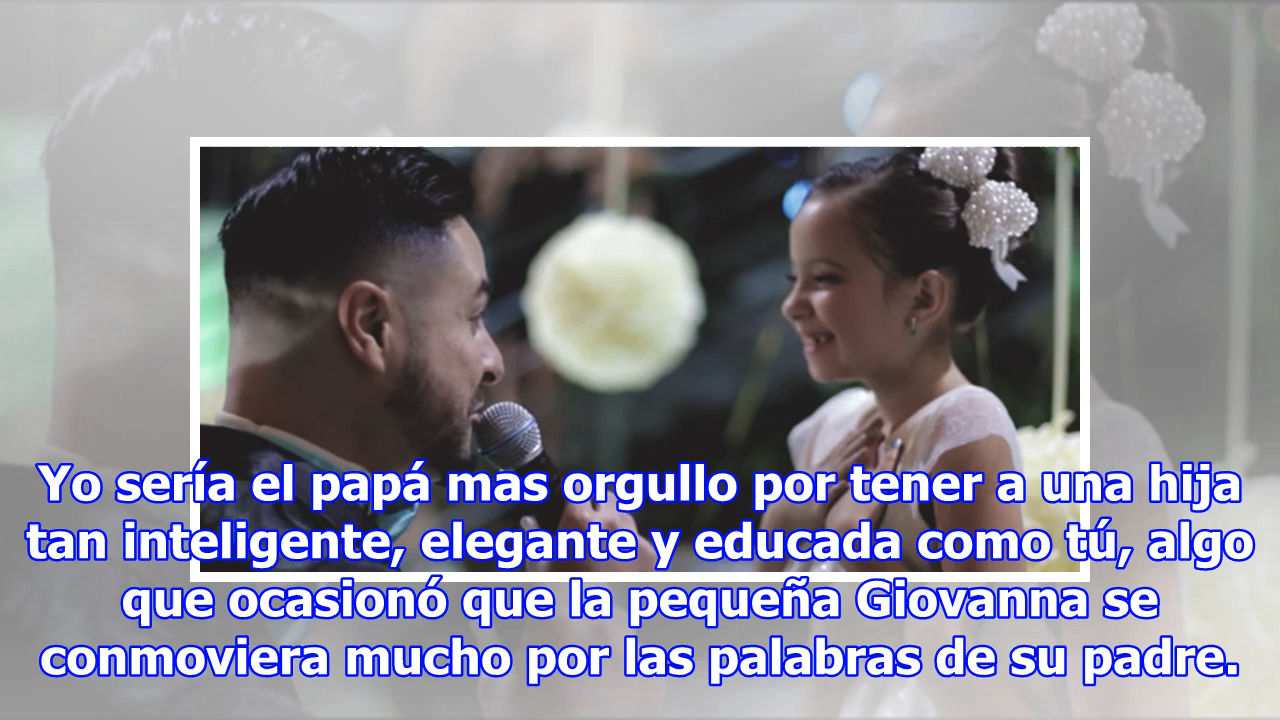 Yo sería el papá mas orgullo por tener a una hija
tan inteligente, elegante y educada como tú, algo
que ocasionó que la pequeña Giovanna se
conmoviera mucho por las palabras de su padre.